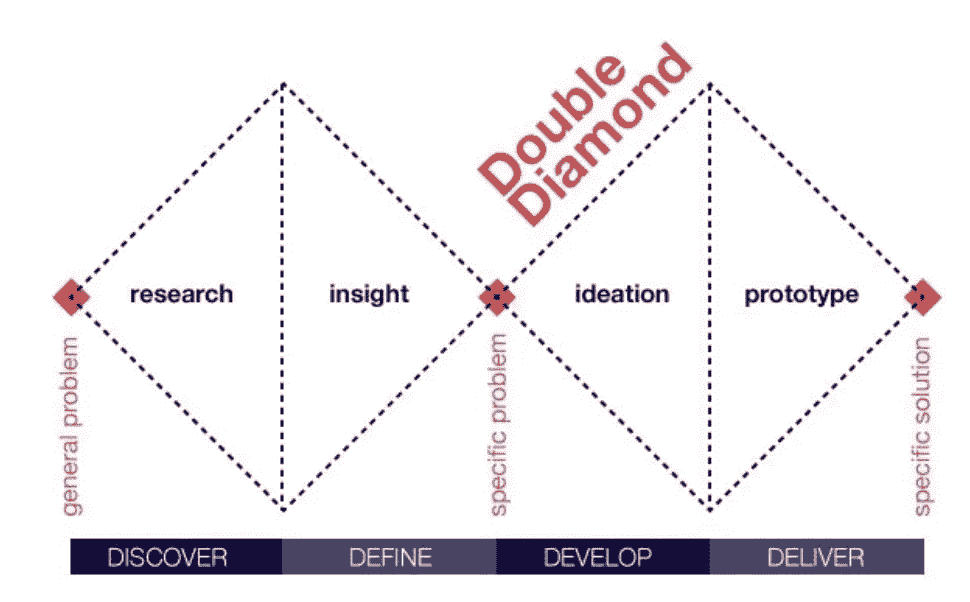 Double
Diamond
research
insight
ideation
prototype
general problem
specific problem
specific solution
DISCOVER
DEFINE
DEVELOP
DELIVER